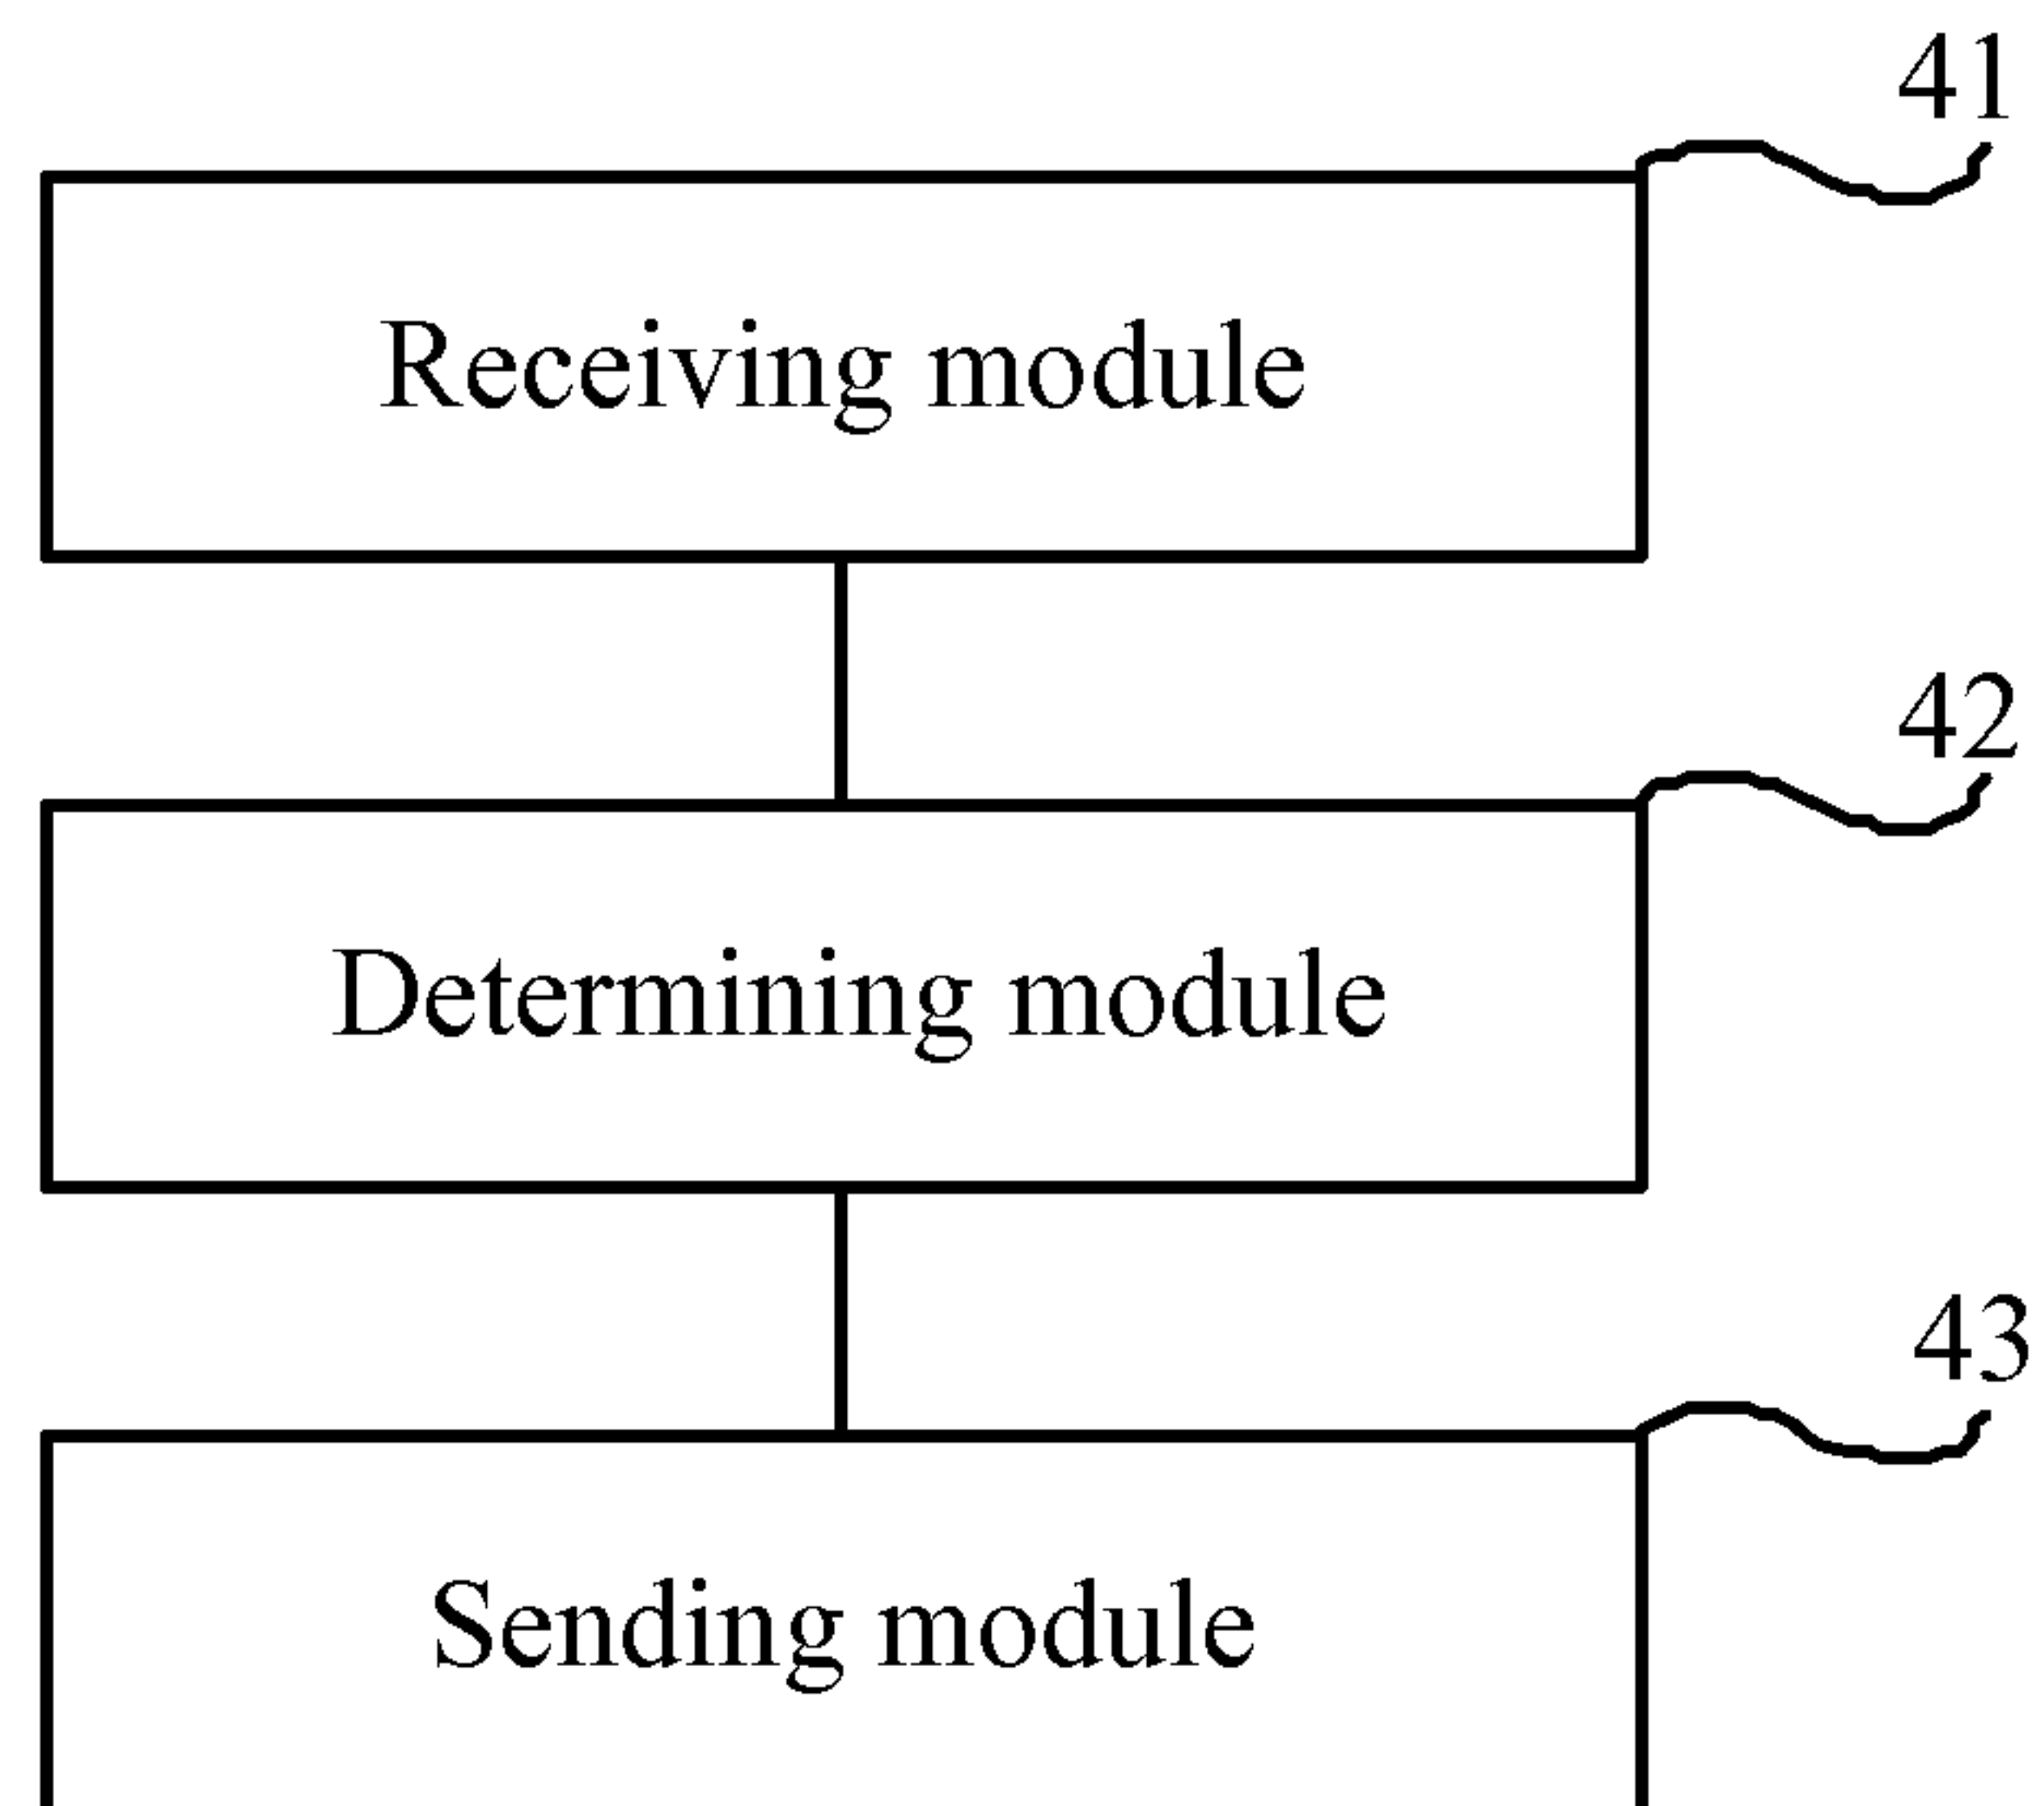 41
Receiving module
42
Determining module
43
Sending module